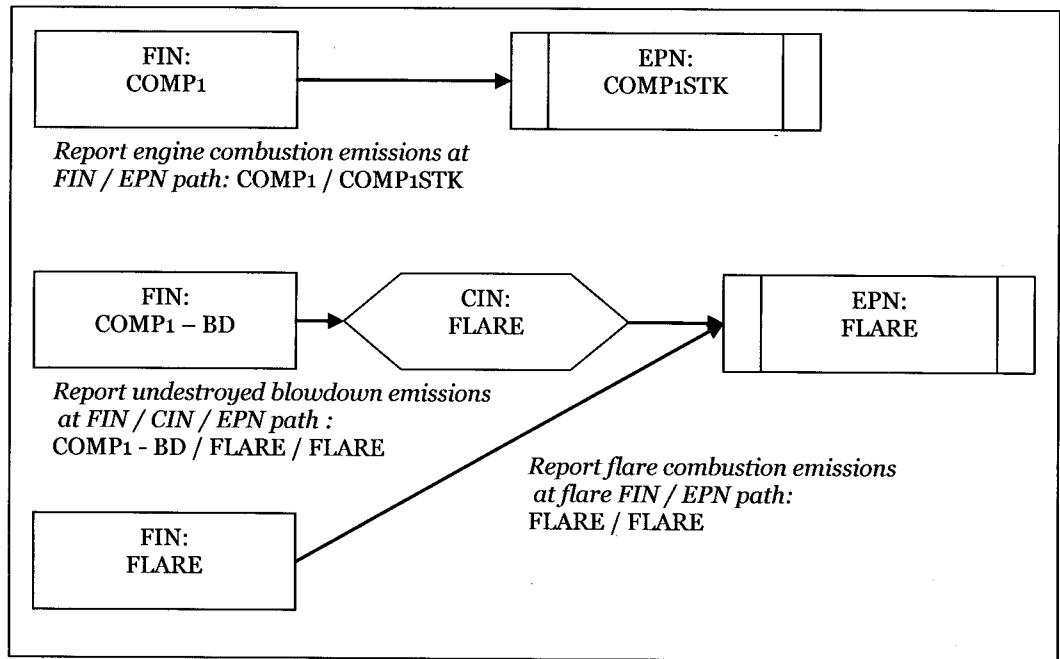 FIN:
COMP1
EPN:
COMP1STK
Report engine combustion emissions at
FIN / EPN path: COMP1 / COMP1STK
FIN:
COMP1 – BD
CIN:
FLARE
EPN:
FLARE
Report undestroyed blowdown emissions
at FIN / CIN / EPN path :
COMP1 - BD / FLARE / FLARE
Report flare combustion emissions
at flare FIN / EPN path:
FLARE / FLARE
FIN:
FLARE